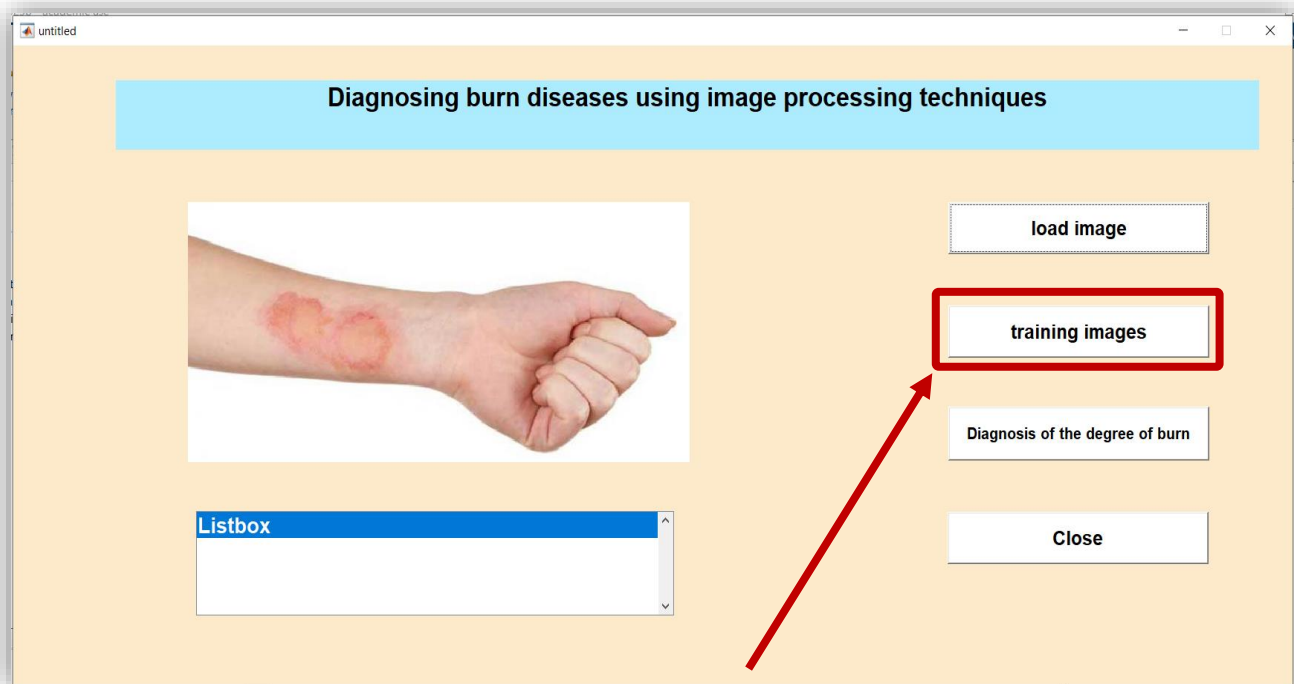 untitled
Diagnosing burn diseases using image processing techniques
load image
training images
Diagnosis of the degree of burn
Close
Listbox